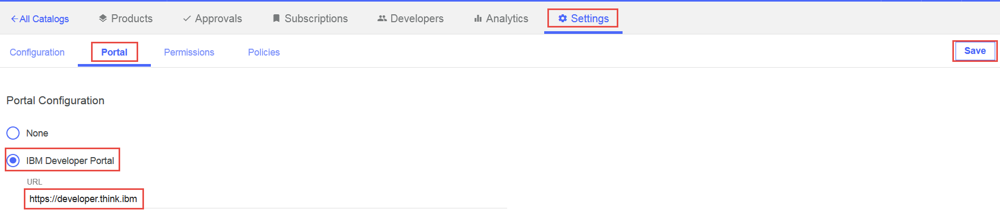 All Catalogs Products Approvals Subscriptions Developers Analytics Settings
Configuration Portal Permissions Policies Save
Portal Configuration
None
IBM Developer Portal
URL
https://developer.think.ibm